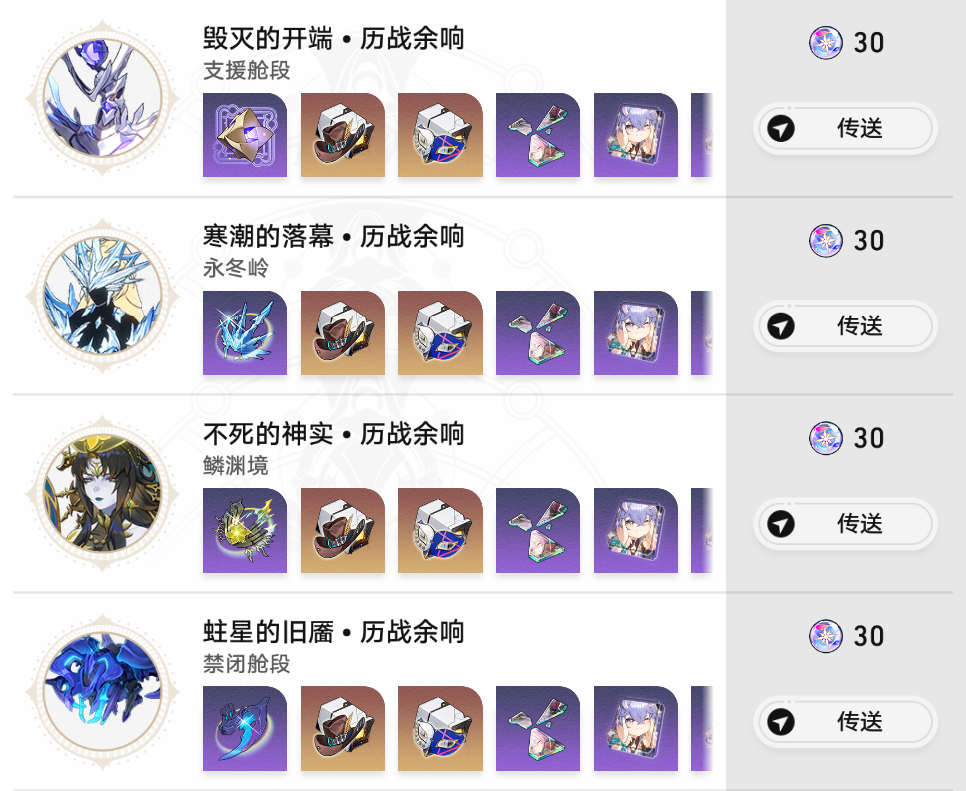 毁灭的开端•历战余响
支援舱段
30
传送
寒潮的落幕•历战余响
永冬岭
30
传送
不死的神实•历战余响
鳞渊境
30
传送
蛀星的旧靥•历战余响
禁闭舱段
30
传送